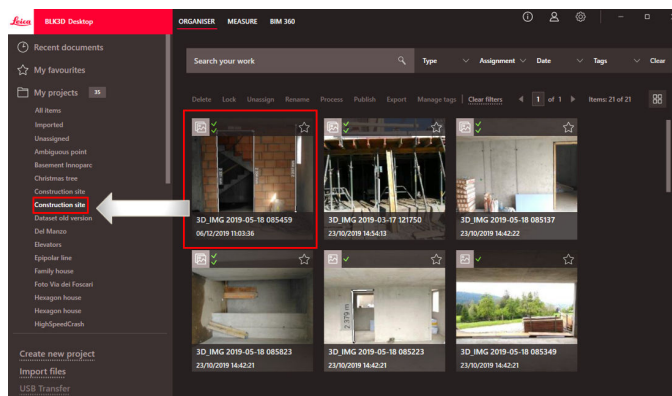 Leica BLK3D Desktop ORGANISER MEASURE BIM 360
Recent documents
My favourites
My projects 35
All items
Imported
Unassigned
Ambiguous point
Basement Innoparc
Christmas tree
Construction site
Construction site
Dataset old version
Del Manzo
Elevators
Epipolar line
Family house
Foto Via dei Foscari
Hexagon house
Hexagon house
HighSpeedCrash
Create new project
Import files
USB Transfer
Search your work Type Assignment Date Tags Clear
Delete Lock Unassign Rename Process Publish Export Manage tags Clear filters 1 of 1 Items: 21 of 21
3D_IMG 2019-05-18 085459
06/12/2019 11:03:36
3D_IMG 2019-03-17 121750
23/10/2019 14:54:13
3D_IMG 2019-05-18 085137
23/10/2019 14:42:22
2.379 m
3D_IMG 2019-05-18 085823
23/10/2019 14:42:21
3D_IMG 2019-05-18 085223
23/10/2019 14:42:21
3D_IMG 2019-05-18 085349
23/10/2019 14:42:21